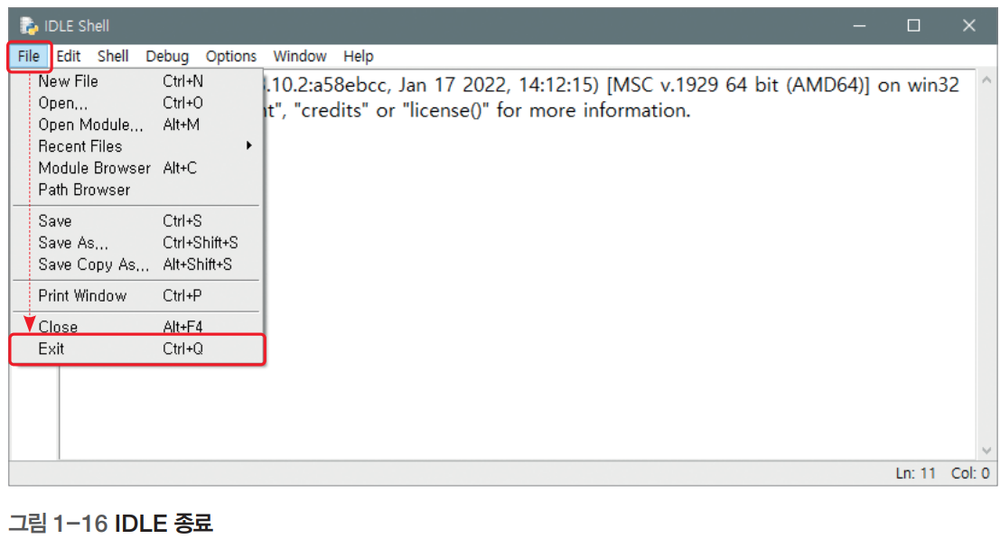 IDLE Shell
File Edit Shell Debug Options Window Help
.10.2:a58ebcc, Jan 17 2022, 14:12:15) [MSC v.1929 64 bit (AMD64)] on win32
", "credits" or "license()" for more information.
New File Ctrl+N
Open... Ctrl+O
Open Module... Alt+M
Recent Files
Module Browser Alt+C
Path Browser
Save Ctrl+S
Save As... Ctrl+Shift+S
Save Copy As... Alt+Shift+S
Print Window Ctrl+P
Close Alt+F4
Exit Ctrl+Q
Ln: 11 Col: 0
그림 1-16 IDLE 종료